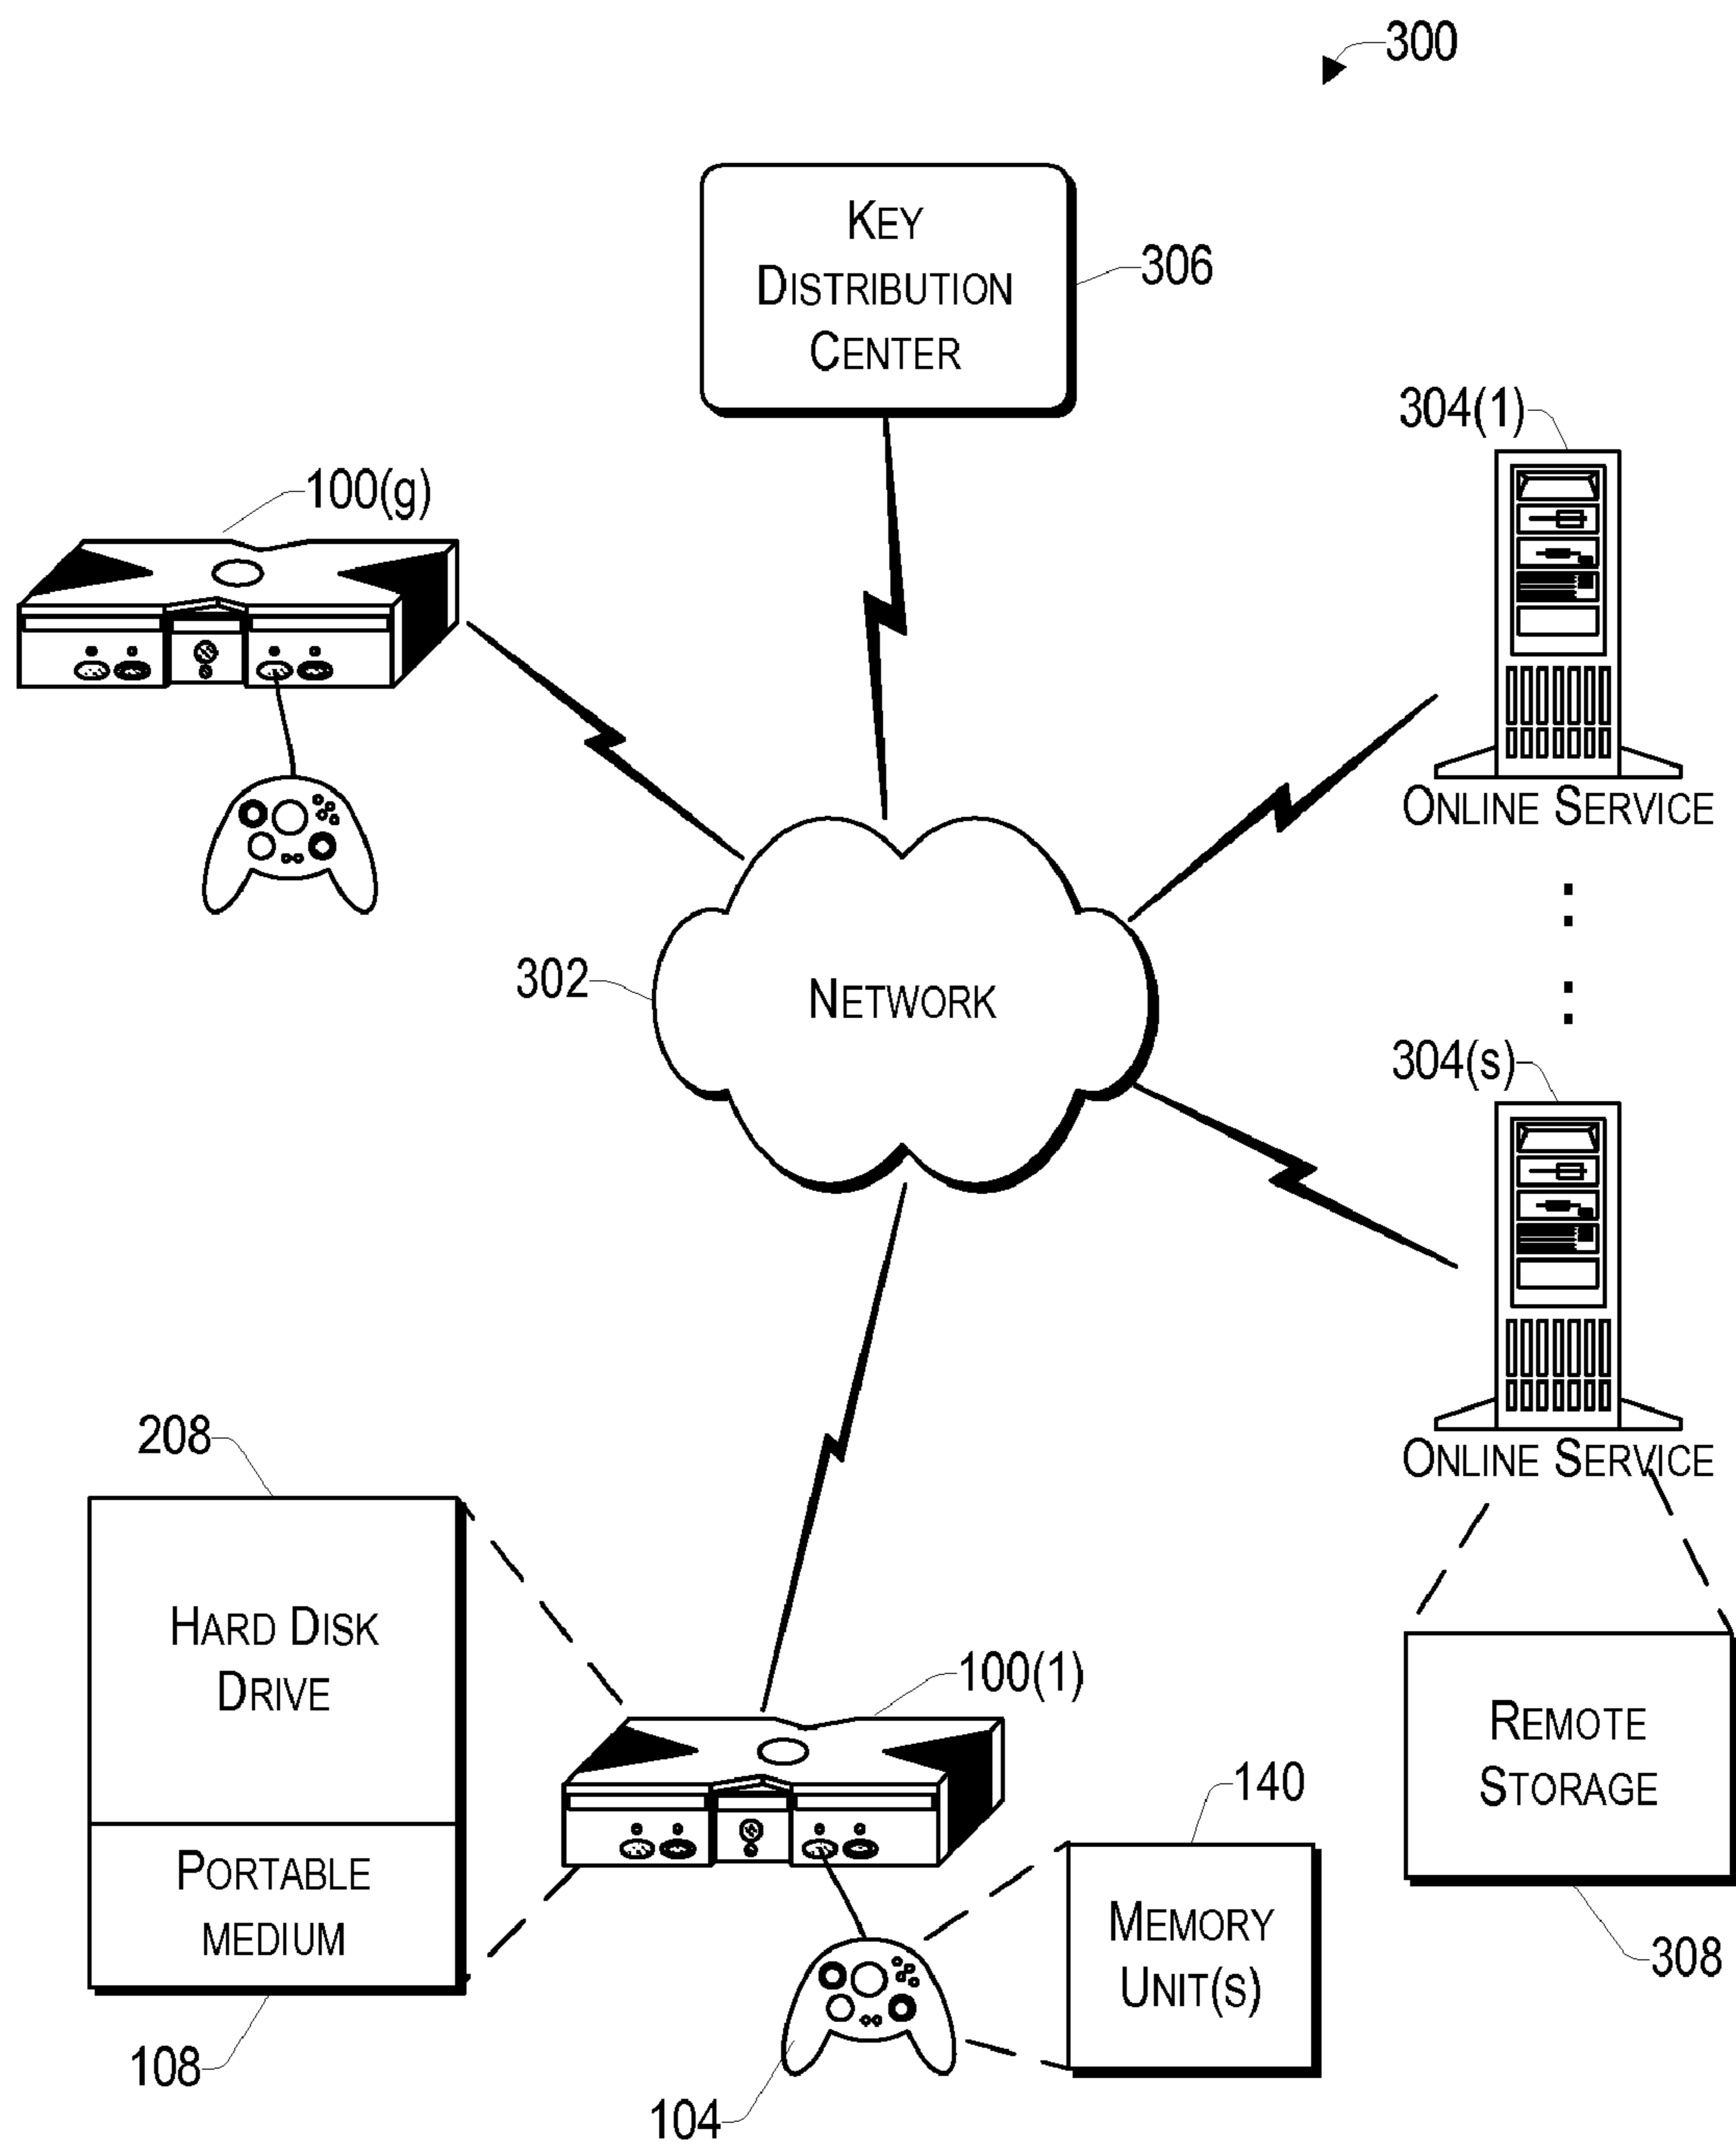 300
KEY
DISTRIBUTION
CENTER
306
304(1)
100(g)
ONLINE SERVICE
302
NETWORK
304(s)
208
ONLINE SERVICE
HARD DISK
DRIVE
100(1)
REMOTE
STORAGE
140
PORTABLE
MEDIUM
MEMORY
UNIT(S)
308
108
104